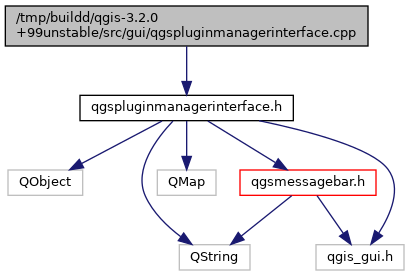 /tmp/buildd/qgis-3.2.0
+99unstable/src/gui/qgspluginmanagerinterface.cpp
qgspluginmanagerinterface.h
QObject
QMap
qgsmessagebar.h
QString
qgis_gui.h